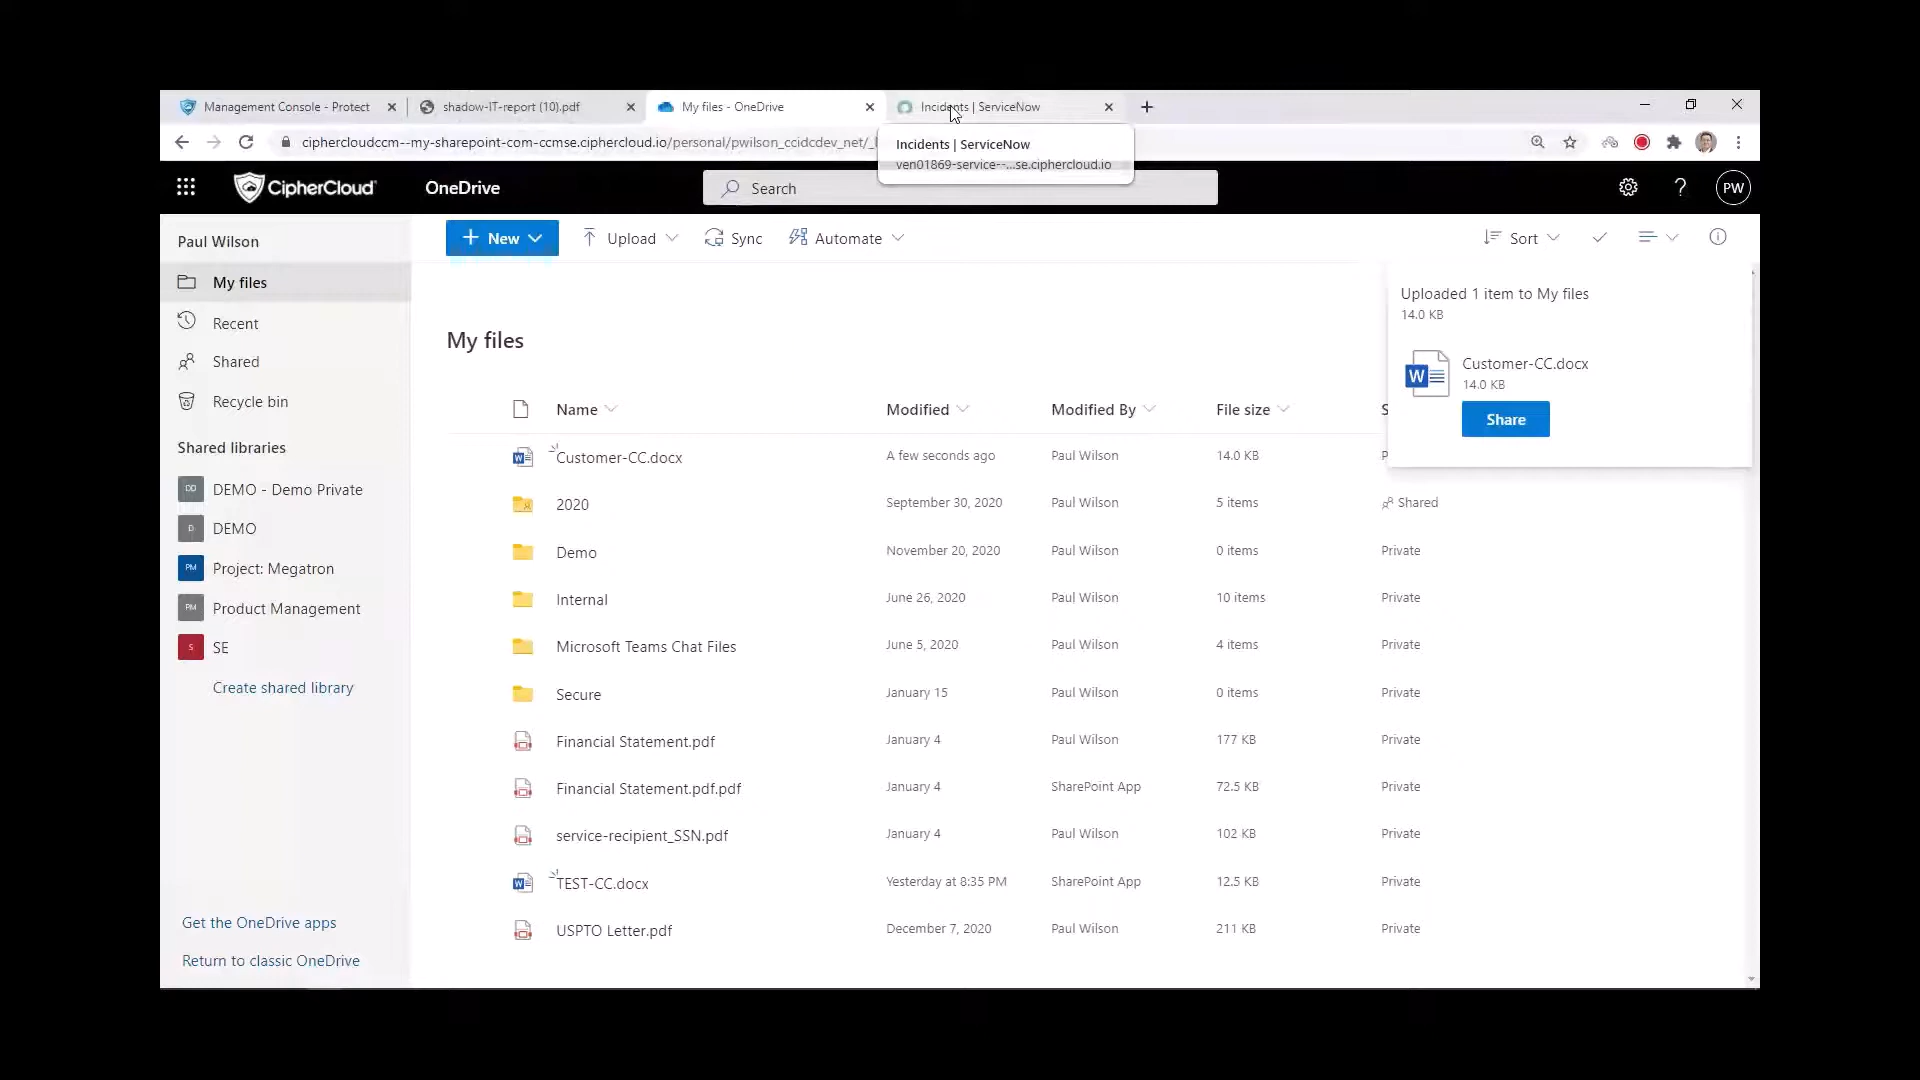 Management Console - Protect
shadow-IT-report (10).pdf
My files - OneDrive
Incidents | ServiceNow
ciphercloudccm--my-sharepoint-com-ccmse.ciphercloud.io/personal/pwilson_ccidcdev_net/_l
Incidents | ServiceNow
ven01869-service--...se.ciphercloud.io
CipherCloud
OneDrive
Search
?
PW
Paul Wilson
My files
Recent
Shared
Recycle bin
Shared libraries
DD DEMO - Demo Private
D DEMO
PM Project: Megatron
PM Product Management
S SE
Create shared library
Get the OneDrive apps
Return to classic OneDrive
+ New
Upload
Sync
Automate
Sort
My files
Name Modified Modified By File size S
Customer-CC.docx A few seconds ago Paul Wilson 14.0 KB P
2020 September 30, 2020 Paul Wilson 5 items Shared
Demo November 20, 2020 Paul Wilson 0 items Private
Internal June 26, 2020 Paul Wilson 10 items Private
Microsoft Teams Chat Files June 5, 2020 Paul Wilson 4 items Private
Secure January 15 Paul Wilson 0 items Private
Financial Statement.pdf January 4 Paul Wilson 177 KB Private
Financial Statement.pdf.pdf January 4 SharePoint App 72.5 KB Private
service-recipient_SSN.pdf January 4 Paul Wilson 102 KB Private
TEST-CC.docx Yesterday at 8:35 PM SharePoint App 12.5 KB Private
USPTO Letter.pdf December 7, 2020 Paul Wilson 211 KB Private
Uploaded 1 item to My files
14.0 KB
W
Customer-CC.docx
14.0 KB
Share